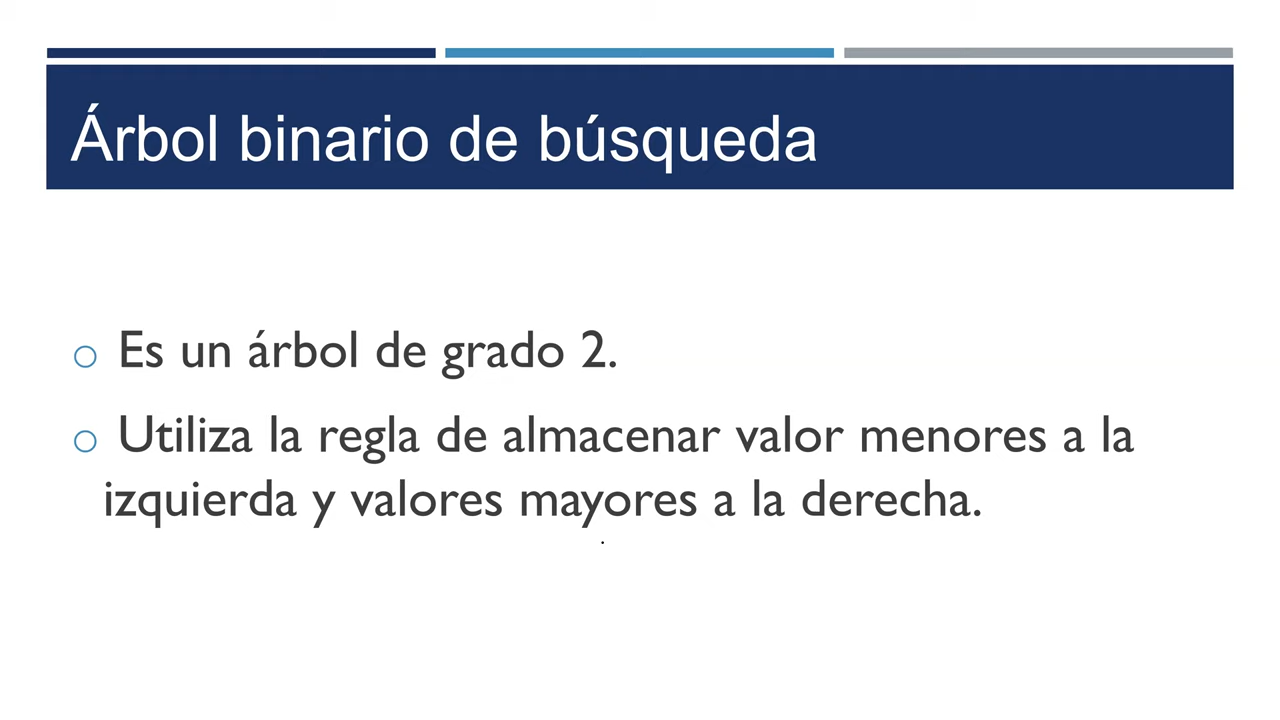 Árbol binario de búsqueda
o Es un árbol de grado 2.
o Utiliza la regla de almacenar valor menores a la
izquierda y valores mayores a la derecha.
.